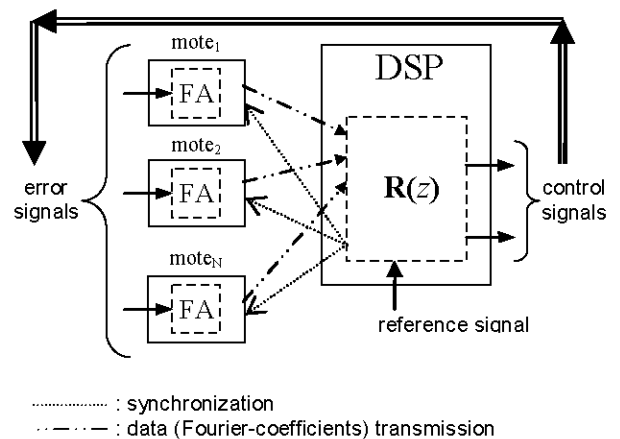 mote1
FA
mote2
FA
moteN
FA
DSP
R(z)
error
signals
control
signals
reference signal
: synchronization
: data (Fourier-coefficients) transmission